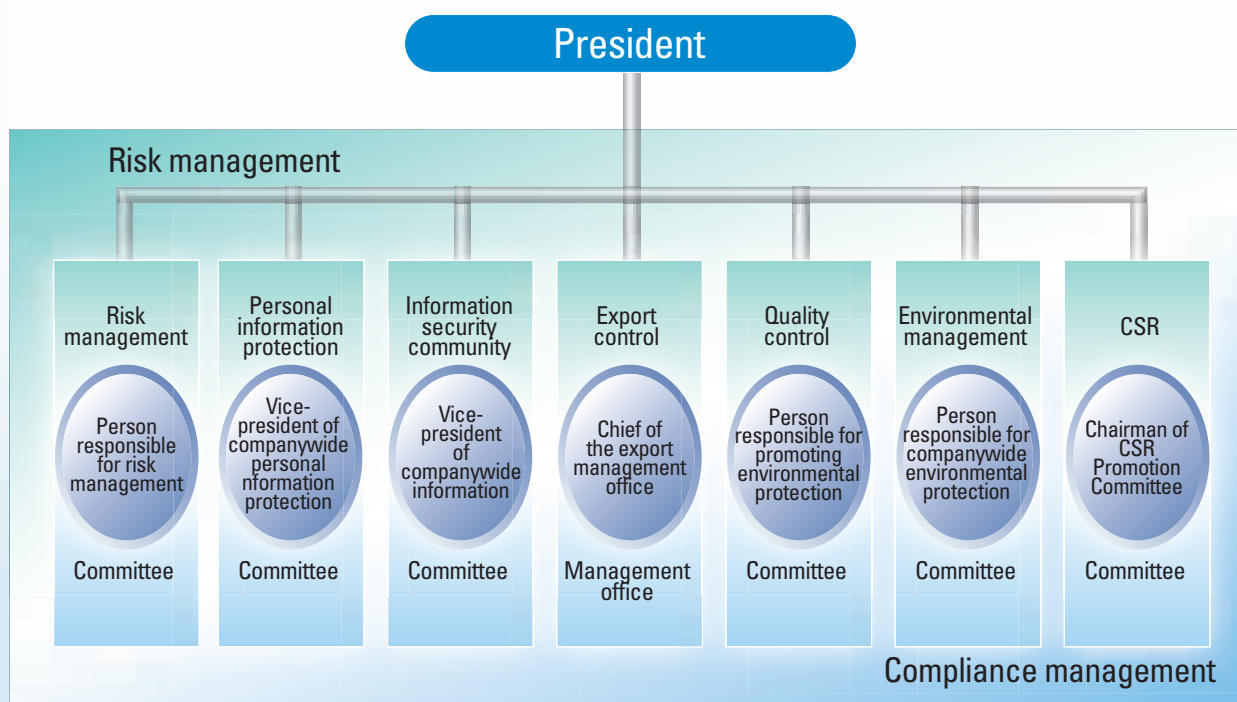 President
Risk management
Risk
management
Person
responsible
for risk
management
Committee
Personal
information
protection
Vice-
president of
companywide
personal
nformation
protection
Committee
Information
security
community
Vice-
president
of
companywide
information
Committee
Export
control
Chief of
the export
management
office
Management
office
Quality
control
Person
responsible for
promoting
environmental
protection
Committee
Environmental
management
Person
responsible for
companywide
environmental
protection
Committee
CSR
Chairman of
CSR
Promotion
Committee
Committee
Compliance management